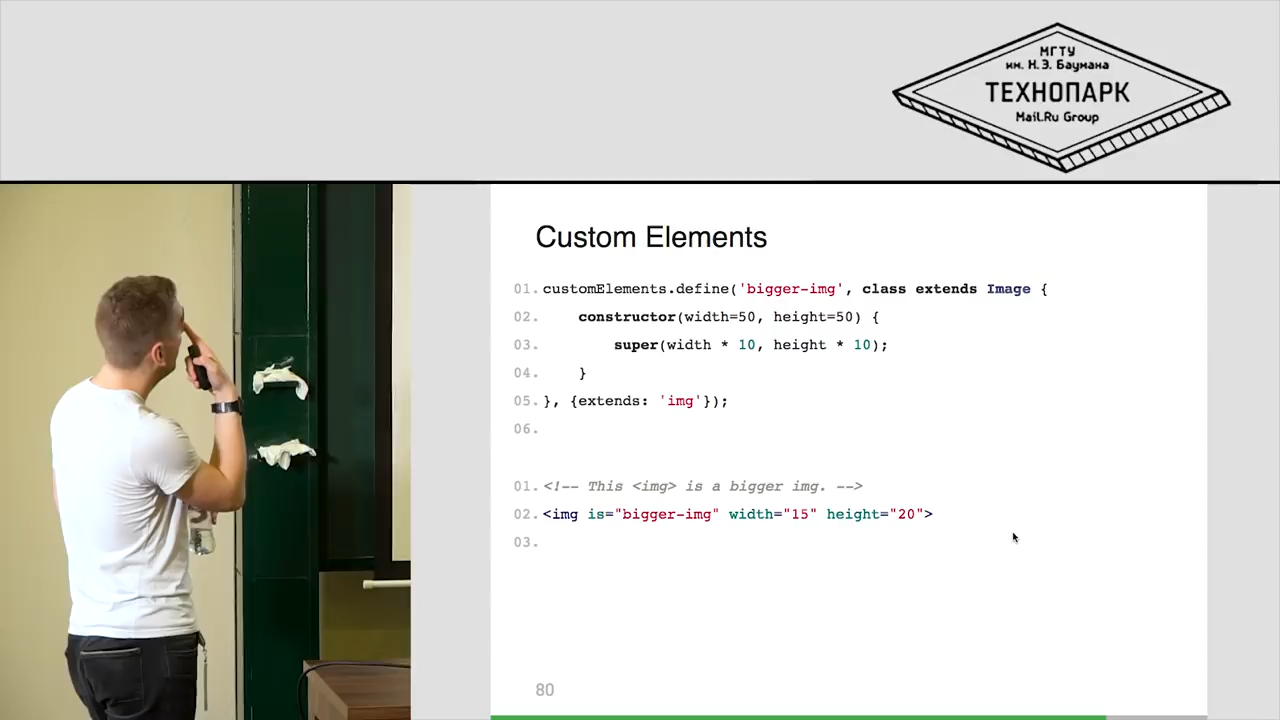 МГТУ
им. Н.Э. Баумана
ТЕХНОПАРК
Mail.Ru Group
Custom Elements
01. customElements.define('bigger-img', class extends Image {
02.     constructor(width=50, height=50) {
03.         super(width * 10, height * 10);
04.     }
05. }, {extends: 'img'});
06.
01. <!-- This <img> is a bigger img. -->
02. <img is="bigger-img" width="15" height="20">
03.
80